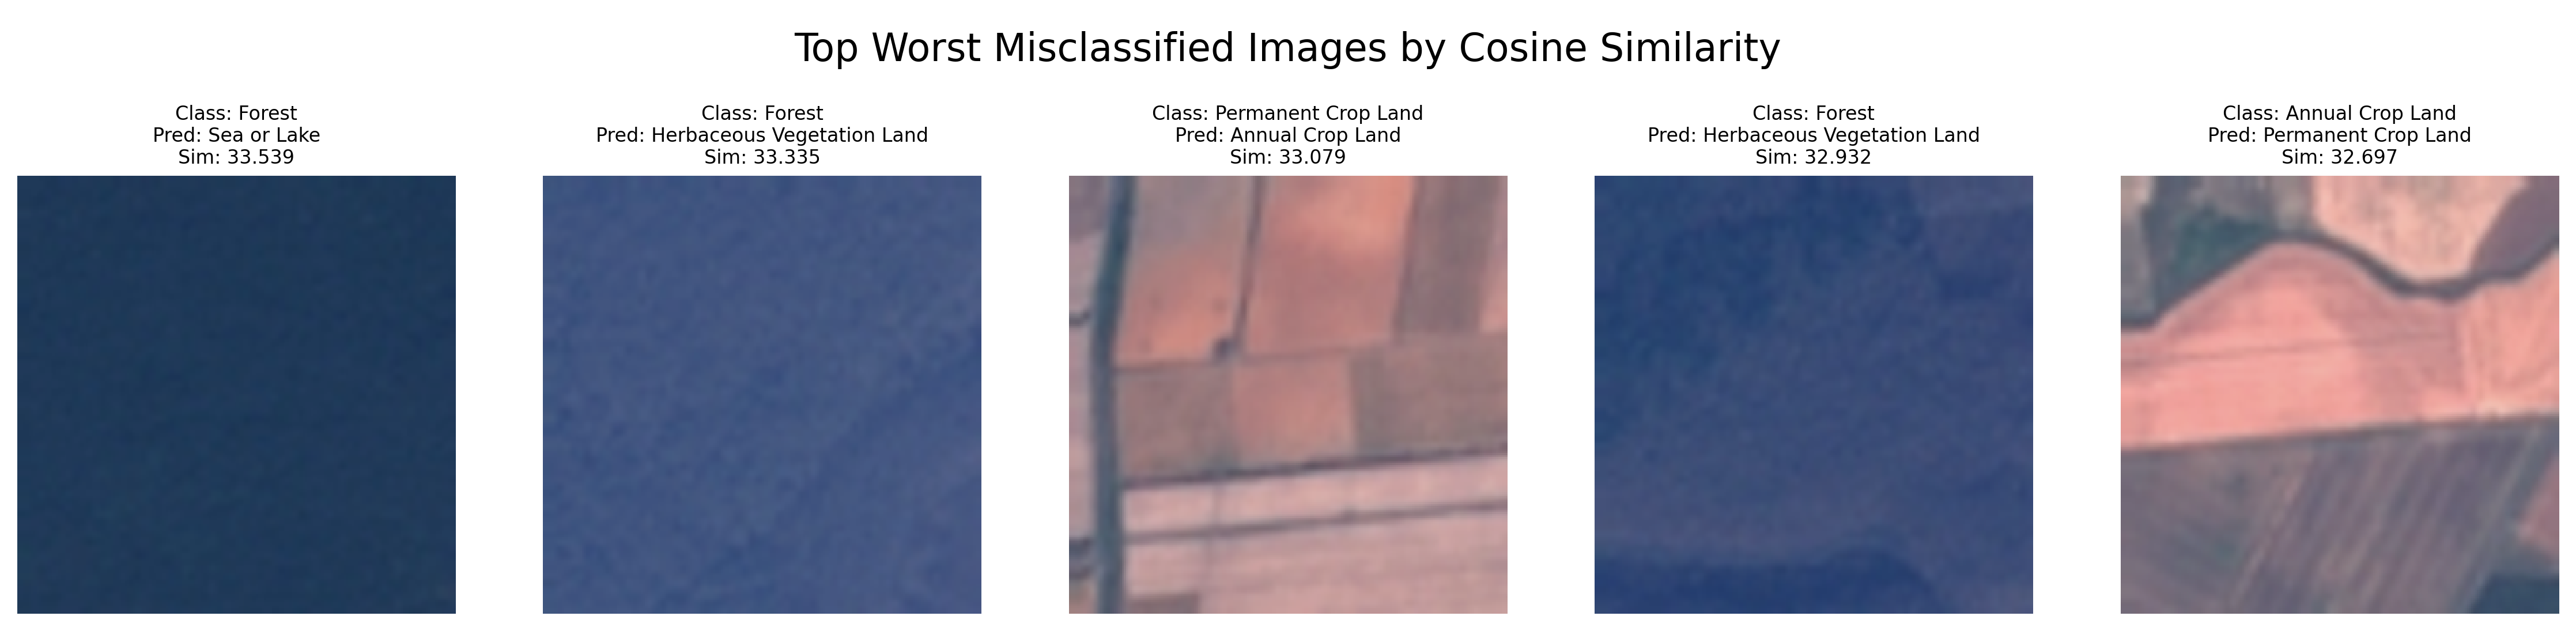 Top Worst Misclassified Images by Cosine Similarity
Class: Forest
Pred: Sea or Lake
Sim: 33.539
Class: Forest
Pred: Herbaceous Vegetation Land
Sim: 33.335
Class: Permanent Crop Land
Pred: Annual Crop Land
Sim: 33.079
Class: Forest
Pred: Herbaceous Vegetation Land
Sim: 32.932
Class: Annual Crop Land
Pred: Permanent Crop Land
Sim: 32.697